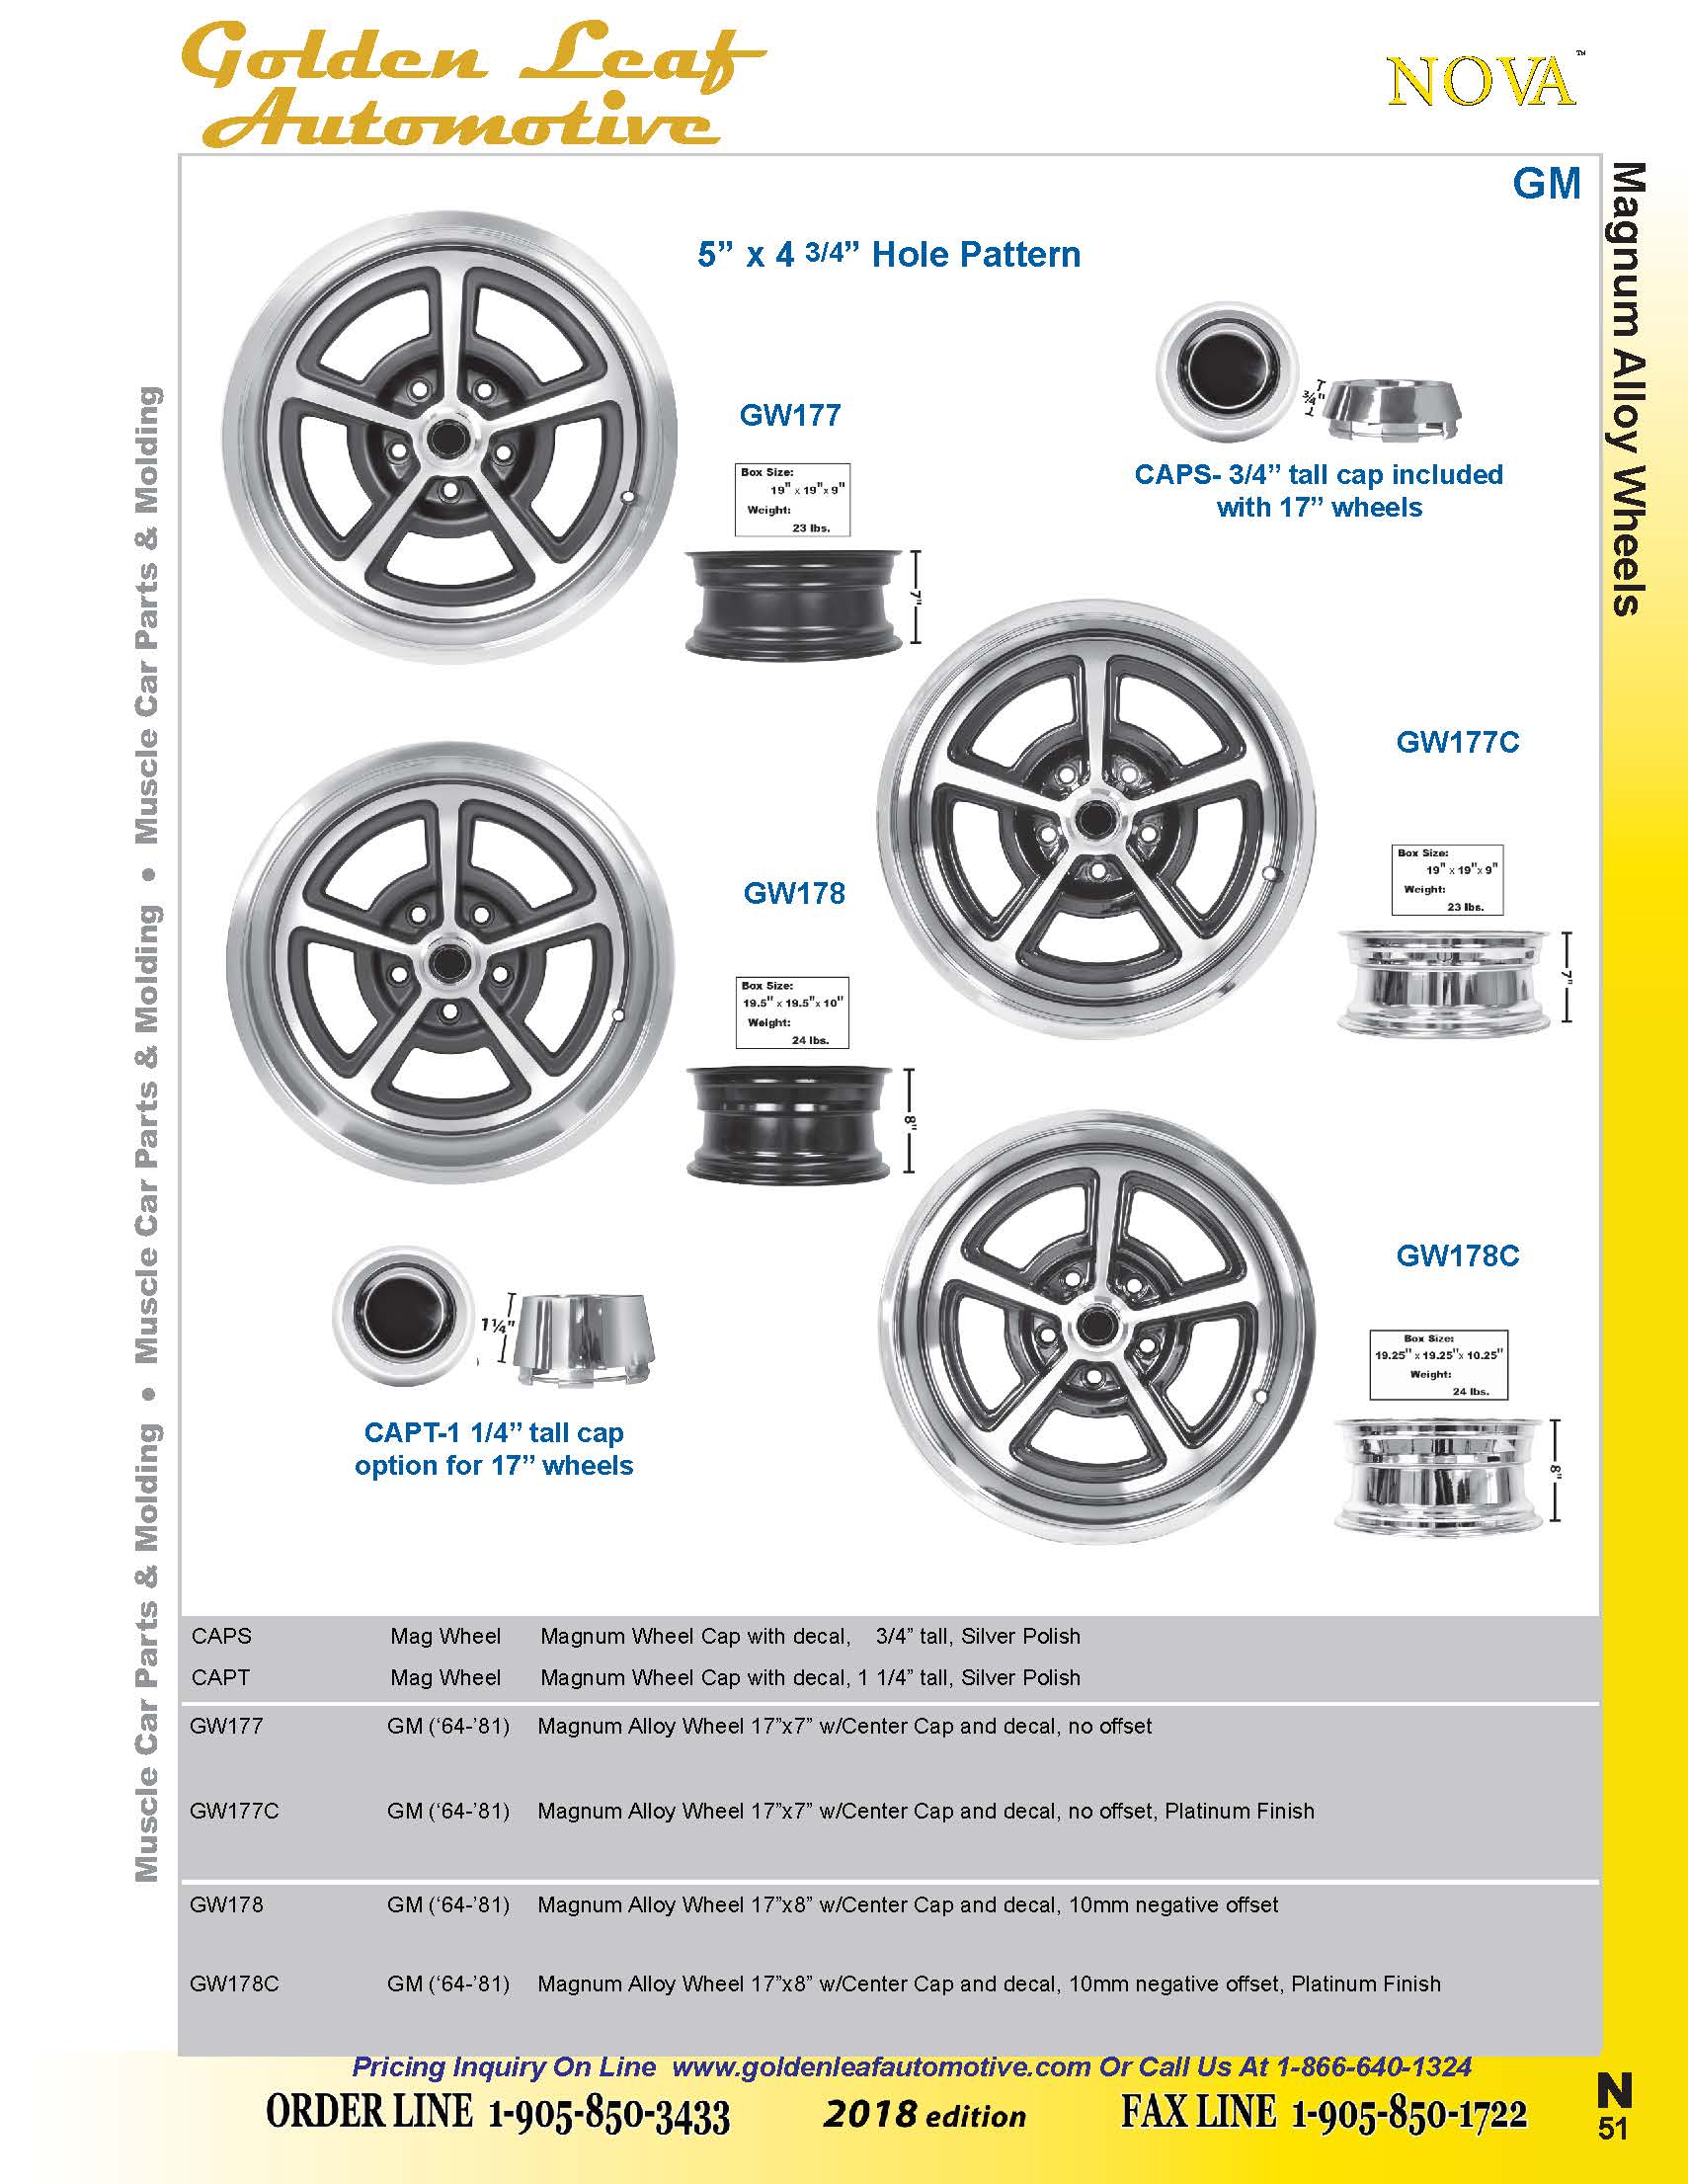 Golden Leaf
Automotive
NOVA™
GM
Magnum Alloy Wheels
Muscle Car Parts & Molding • Muscle Car Parts & Molding • Muscle Car Parts & Molding
5” x 4 3/4” Hole Pattern
GW177
Box Size:
19" x 19"x 9"
Weight:
23 lbs.
7"
3/4"
CAPS- 3/4” tall cap included
with 17” wheels
GW177C
Box Size:
19" x 19"x 9"
Weight:
23 lbs.
7"
GW178
Box Size:
19.5" x 19.5"x 10"
Weight:
24 lbs.
8"
GW178C
Box Size:
19.25" x 19.25"x 10.25"
Weight:
24 lbs.
8"
1¼"
CAPT-1 1/4” tall cap
option for 17” wheels
CAPS Mag Wheel Magnum Wheel Cap with decal, 3/4” tall, Silver Polish
CAPT Mag Wheel Magnum Wheel Cap with decal, 1 1/4” tall, Silver Polish
GW177 GM (‘64-’81) Magnum Alloy Wheel 17”x7” w/Center Cap and decal, no offset
GW177C GM (‘64-’81) Magnum Alloy Wheel 17”x7” w/Center Cap and decal, no offset, Platinum Finish
GW178 GM (‘64-’81) Magnum Alloy Wheel 17”x8” w/Center Cap and decal, 10mm negative offset
GW178C GM (‘64-’81) Magnum Alloy Wheel 17”x8” w/Center Cap and decal, 10mm negative offset, Platinum Finish
Pricing Inquiry On Line www.goldenleafautomotive.com Or Call Us At 1-866-640-1324
ORDER LINE 1-905-850-3433 2018 edition FAX LINE 1-905-850-1722
N
51